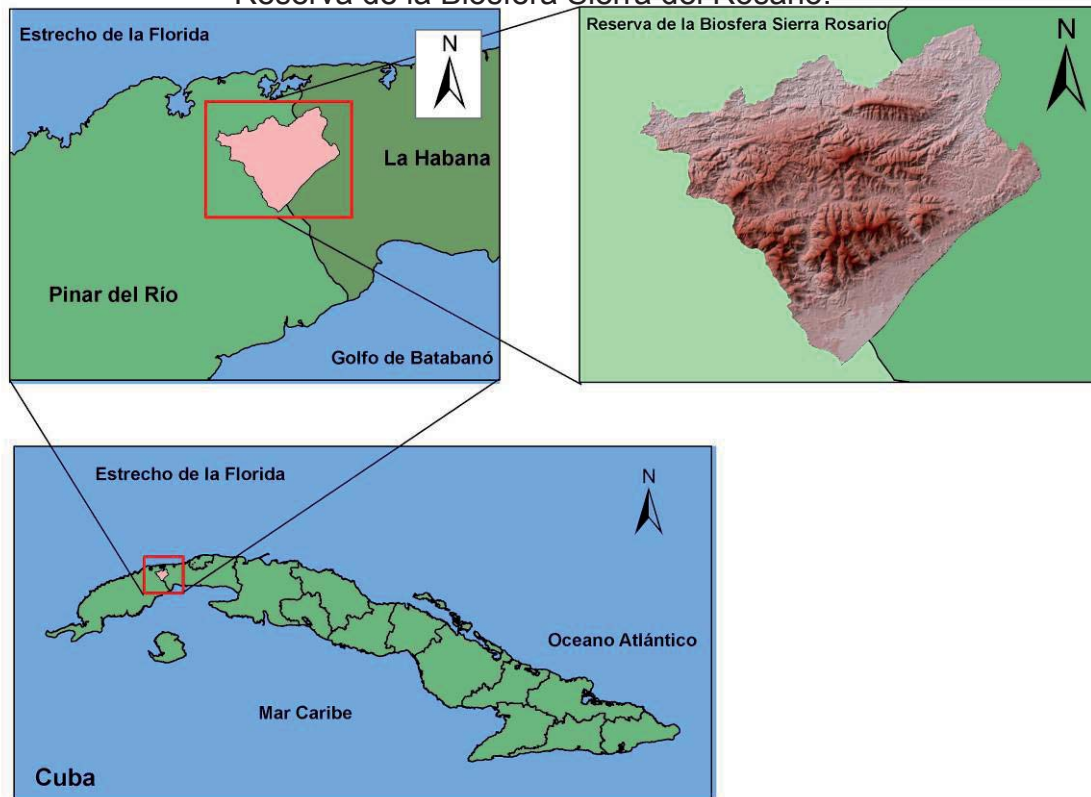 Reserva de la Biosfera Sierra del Rosario.
Estrecho de la Florida
N
La Habana
Pinar del Río
Golfo de Batabanó
Reserva de la Biosfera Sierra Rosario
N
Estrecho de la Florida
N
Oceano Atlántico
Mar Caribe
Cuba